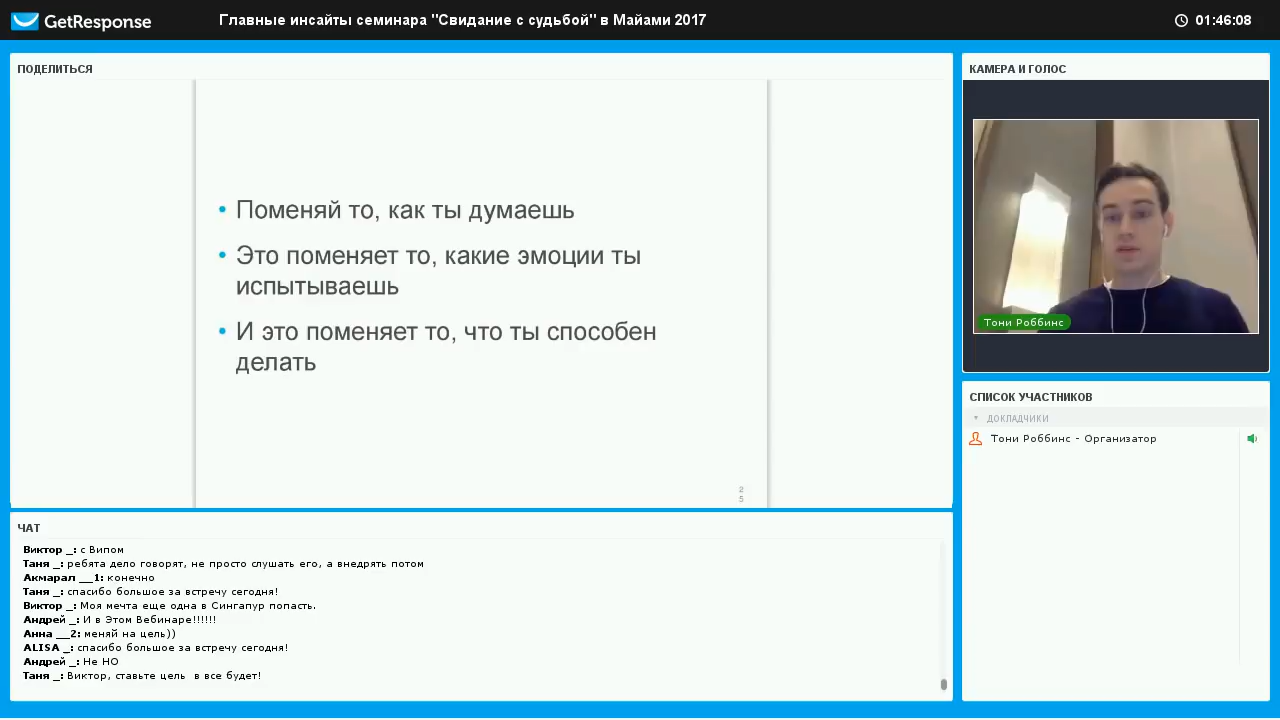 GetResponse
Главные инсайты семинара "Свидание с судьбой" в Майами 2017
01:46:08
ПОДЕЛИТЬСЯ
Поменяй то, как ты думаешь
Это поменяет то, какие эмоции ты
испытываешь
И это поменяет то, что ты способен
делать
2
5
КАМЕРА И ГОЛОС
Тони Роббинс
СПИСОК УЧАСТНИКОВ
ДОКЛАДЧИКИ
Тони Роббинс - Организатор
ЧАТ
Виктор _: с Випом
Таня _: ребята дело говорят, не просто слушать его, а внедрять потом
Акмарал __1: конечно
Таня _: спасибо большое за встречу сегодня!
Виктор _: Моя мечта еще одна в Сингапур попасть.
Андрей _: И в Этом Вебинаре!!!!!!
Анна __2: меняй на цель))
ALISA _: спасибо большое за встречу сегодня!
Андрей _: Не НО
Таня _: Виктор, ставьте цель  в все будет!